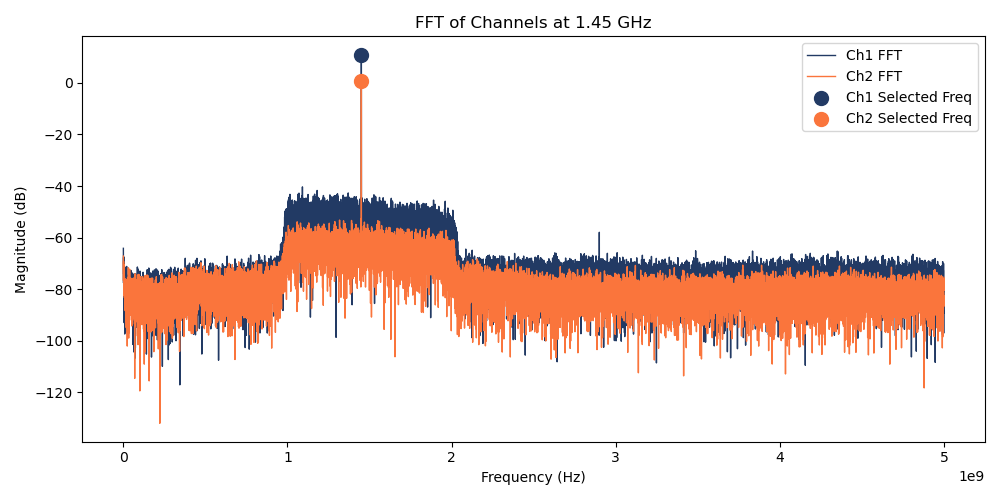 FFT of Channels at 1.45 GHz
Ch1 FFT
Ch2 FFT
Ch1 Selected Freq
Ch2 Selected Freq
Magnitude (dB)
0
−20
−40
−60
−80
−100
−120
0 1 2 3 4 5
1e9
Frequency (Hz)